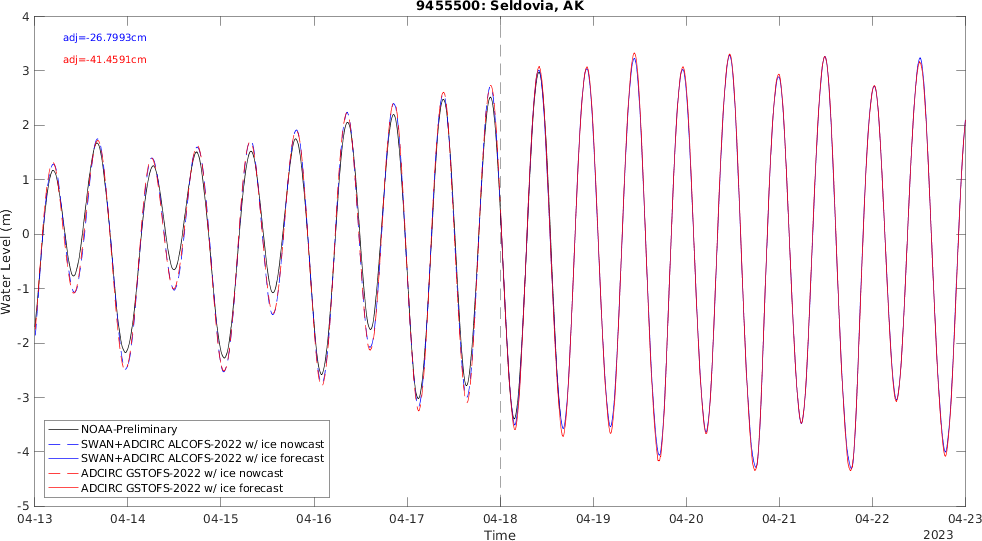 9455500: Seldovia, AK
adj=-26.7993cm
adj=-41.4591cm
4
3
2
1
0
-1
-2
-3
-4
-5
Water Level (m)
NOAA-Preliminary
SWAN+ADCIRC ALCOFS-2022 w/ ice nowcast
SWAN+ADCIRC ALCOFS-2022 w/ ice forecast
ADCIRC GSTOFS-2022 w/ ice nowcast
ADCIRC GSTOFS-2022 w/ ice forecast
04-13 04-14 04-15 04-16 04-17 04-18 04-19 04-20 04-21 04-22 04-23
Time
2023